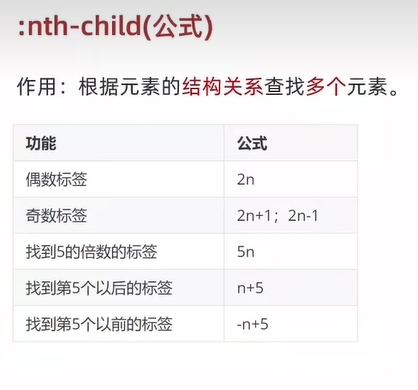 :nth-child(公式)
作用：根据元素的结构关系查找多个元素。
功能 公式
偶数标签 2n
奇数标签 2n+1；2n-1
找到5的倍数的标签 5n
找到第5个以后的标签 n+5
找到第5个以前的标签 -n+5